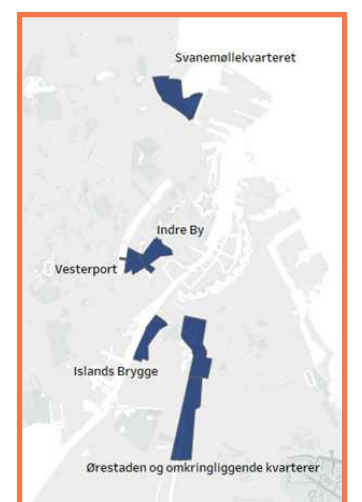 Svanemøllekvarteret
Indre By
Vesterport
Islands Brygge
Ørestaden og omkringliggende kvarterer